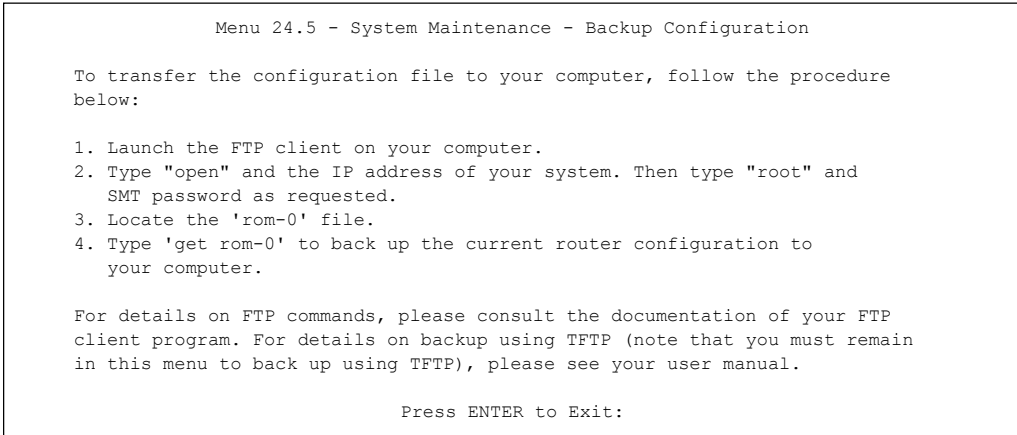 Menu 24.5 - System Maintenance - Backup Configuration
To transfer the configuration file to your computer, follow the procedure
below:
1. Launch the FTP client on your computer.
2. Type "open" and the IP address of your system. Then type "root" and
SMT password as requested.
3. Locate the 'rom-0' file.
4. Type 'get rom-0' to back up the current router configuration to
your computer.
For details on FTP commands, please consult the documentation of your FTP
client program. For details on backup using TFTP (note that you must remain
in this menu to back up using TFTP), please see your user manual.
Press ENTER to Exit: